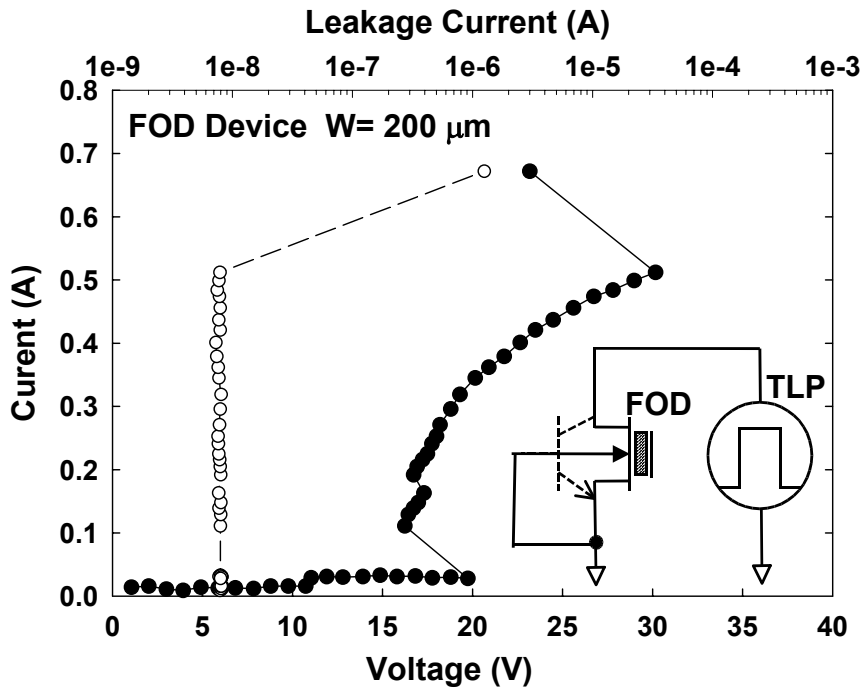 Leakage Current (A)
1e-9 1e-8 1e-7 1e-6 1e-5 1e-4 1e-3
FOD Device W= 200 μm
0.8
0.7
0.6
0.5
0.4
0.3
0.2
0.1
0.0
Curent (A)
FOD
TLP
0 5 10 15 20 25 30 35 40
Voltage (V)